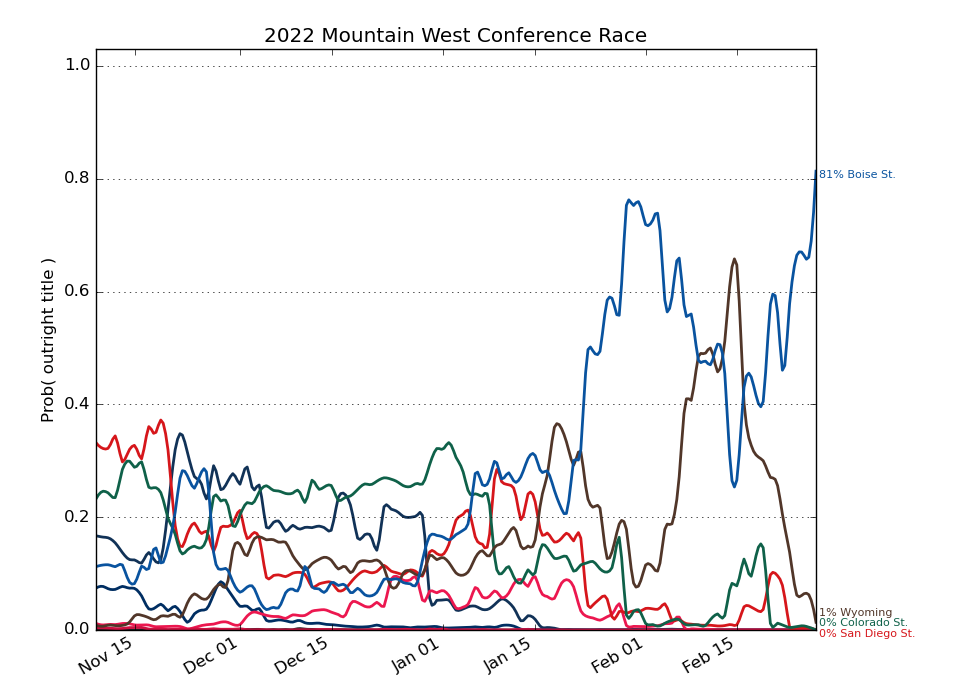 2022 Mountain West Conference Race
Prob( outright title )
1.0
0.8
0.6
0.4
0.2
0.0
Nov 15
Dec 01
Dec 15
Jan 01
Jan 15
Feb 01
Feb 15
81% Boise St.
1% Wyoming
0% Colorado St.
0% San Diego St.